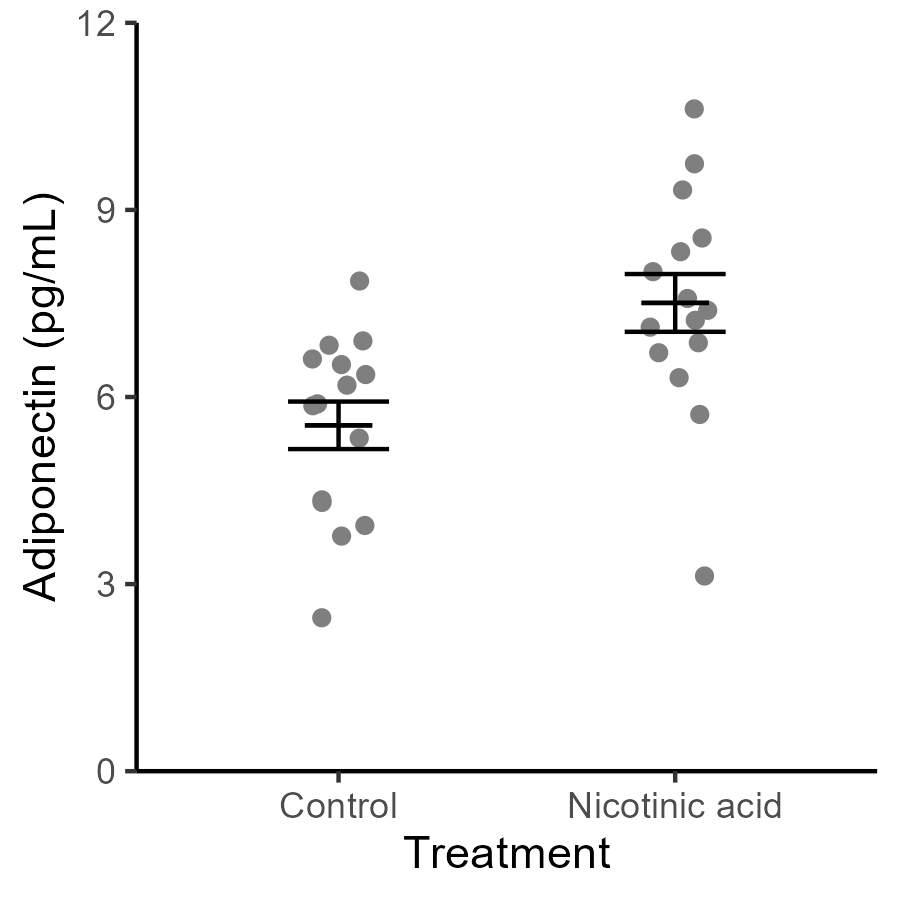 Adiponectin (pg/mL)
12
9
6
3
0
Control
Nicotinic acid
Treatment